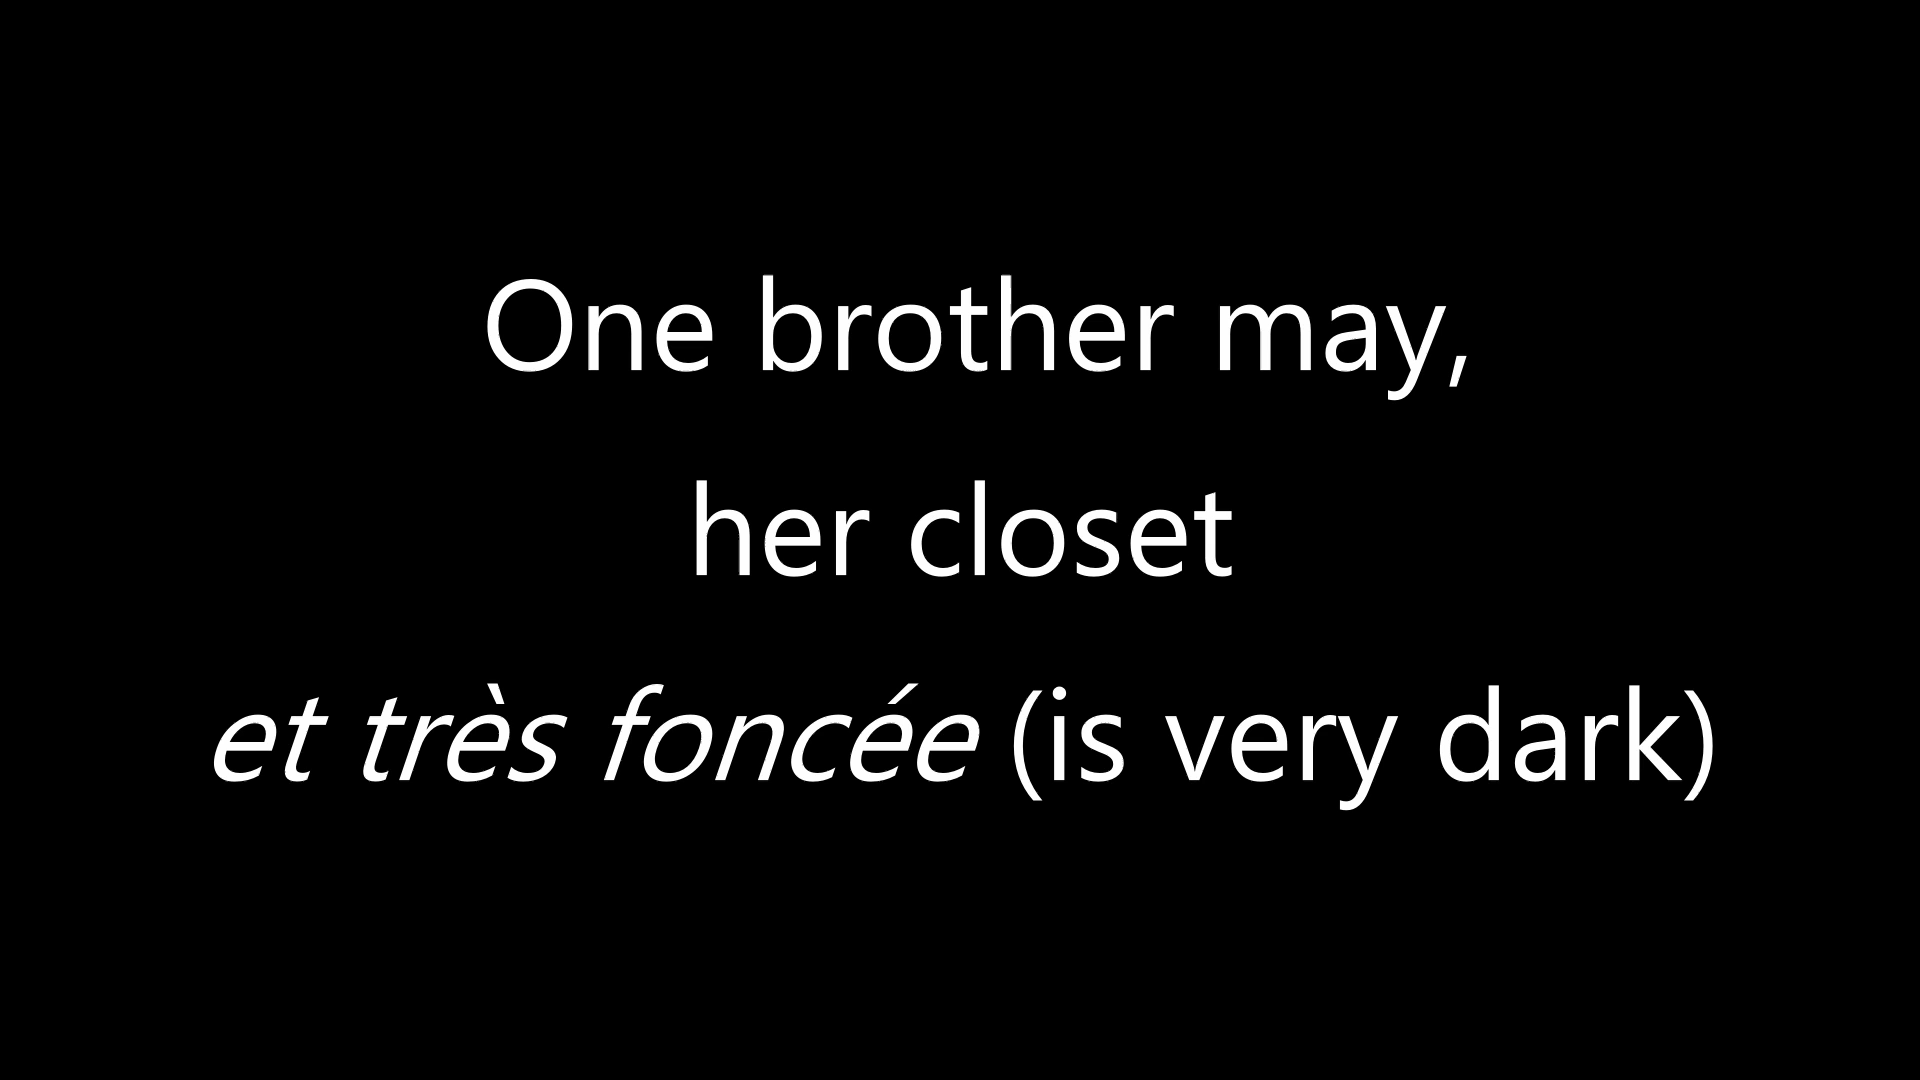 One brother may,
her closet
et très foncée (is very dark)